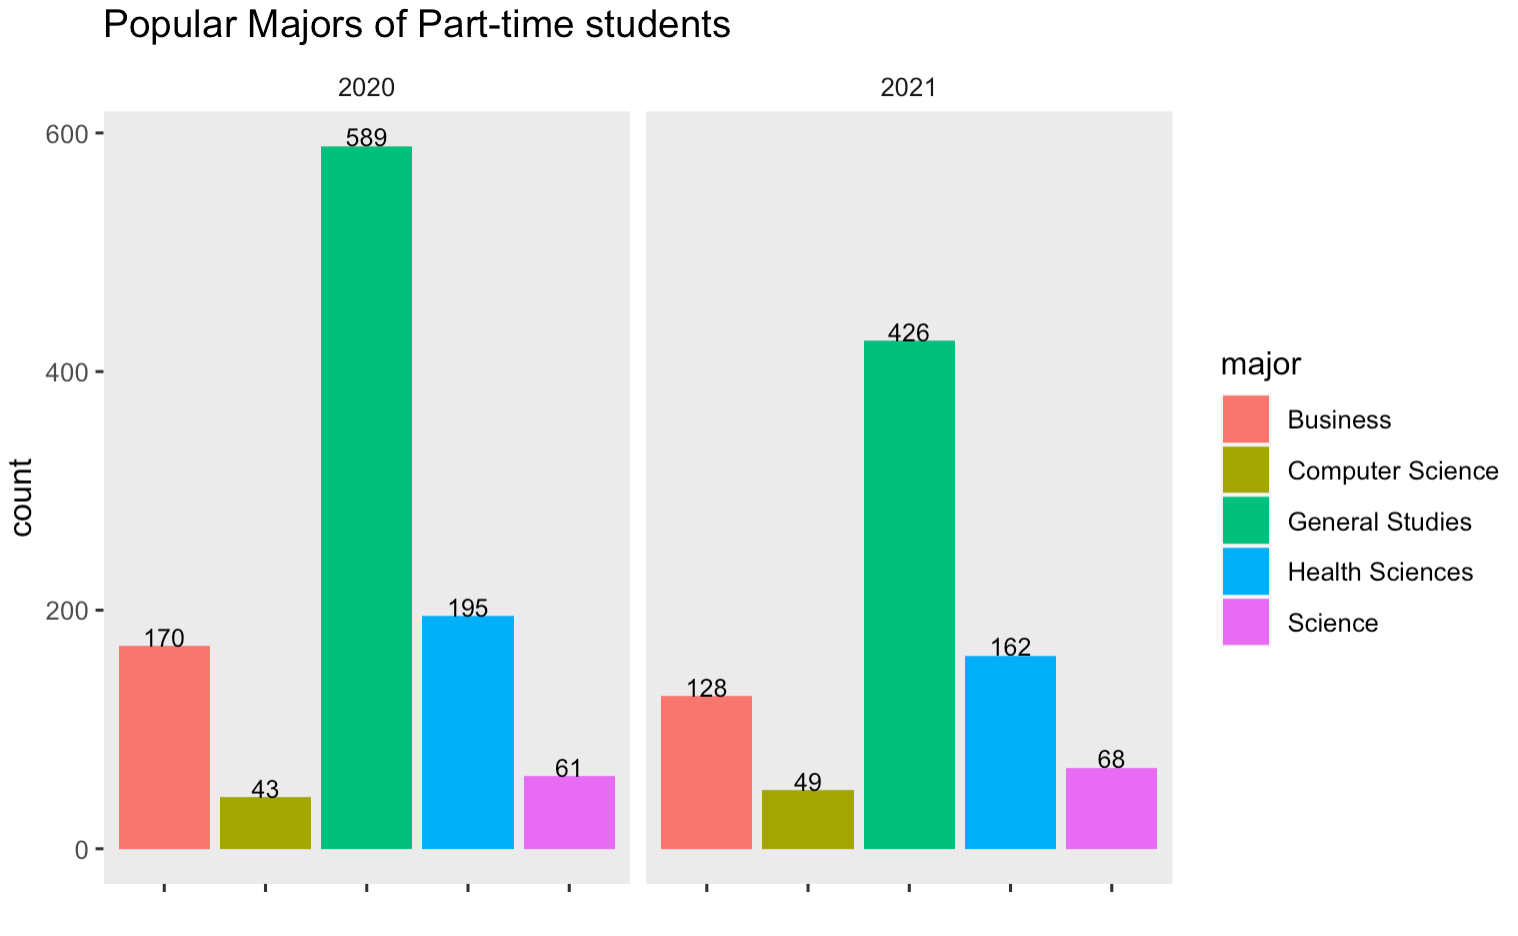 Popular Majors of Part-time students
2020
2021
600
400
200
0
count
589
195
170
61
43
426
162
128
68
49
major
Business
Computer Science
General Studies
Health Sciences
Science